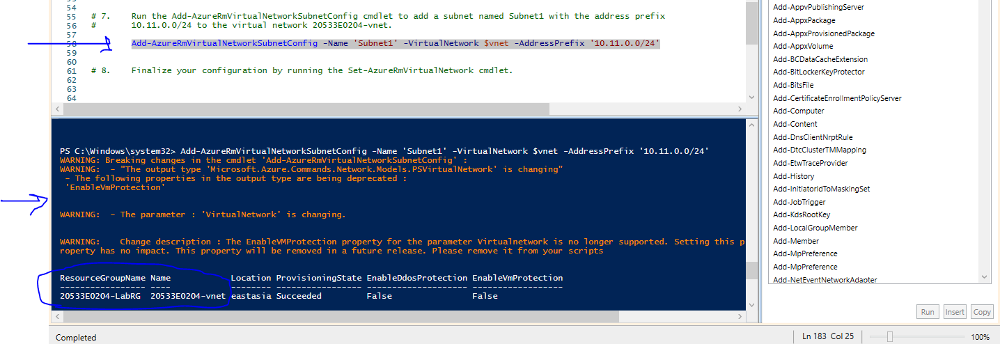 55 # 7. Run the Add-AzureRmVirtualNetworkSubnetConfig cmdlet to add a subnet named Subnet1 with the address prefix
56 # 10.11.0.0/24 to the virtual network 20533E0204-vnet.
57
58 Add-AzureRmVirtualNetworkSubnetConfig -Name 'Subnet1' -VirtualNetwork $vnet -AddressPrefix '10.11.0.0/24'
59
60
61 # 8. Finalize your configuration by running the Set-AzureRmVirtualNetwork cmdlet.
62
63
64
PS C:\Windows\system32> Add-AzureRmVirtualNetworkSubnetConfig -Name 'Subnet1' -VirtualNetwork $vnet -AddressPrefix '10.11.0.0/24'
WARNING: Breaking changes in the cmdlet 'Add-AzureRmVirtualNetworkSubnetConfig' :
WARNING:  - "The output type 'Microsoft.Azure.Commands.Network.Models.PSVirtualNetwork' is changing"
 - The following properties in the output type are being deprecated :
 'EnableVmProtection'
WARNING:  - The parameter : 'VirtualNetwork' is changing.
WARNING:    Change description : The EnableVMProtection property for the parameter Virtualnetwork is no longer supported. Setting this p
roperty has no impact. This property will be removed in a future release. Please remove it from your scripts
ResourceGroupName Name Location ProvisioningState EnableDdosProtection EnableVmProtection
----------------- ---- -------- ----------------- -------------------- ------------------
20533E0204-LabRG 20533E0204-vnet eastasia Succeeded False False
Add-AppvPublishingServer
Add-AppxPackage
Add-AppxProvisionedPackage
Add-AppxVolume
Add-BCDataCacheExtension
Add-BitLockerKeyProtector
Add-BitsFile
Add-CertificateEnrollmentPolicyServer
Add-Computer
Add-Content
Add-DnsClientNrptRule
Add-DtcClusterTMMapping
Add-EtwTraceProvider
Add-History
Add-InitiatorIdToMaskingSet
Add-JobTrigger
Add-KdsRootKey
Add-LocalGroupMember
Add-Member
Add-MpPreference
Add-MpPreference
Add-NetEventNetworkAdapter
Run Insert Copy
Completed
Ln 183 Col 25
100%